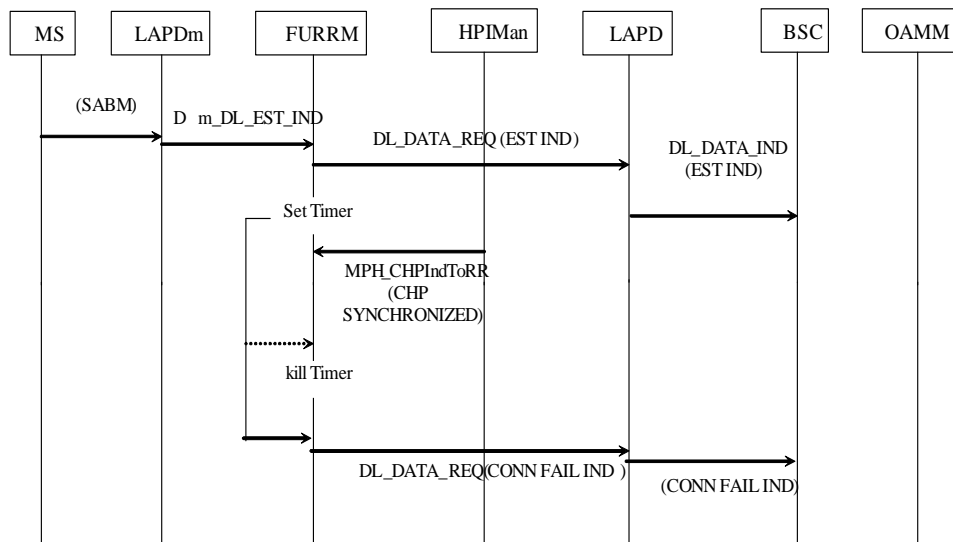 MS LAPDm FURRM HPIMan LAPD BSC OAMM
(SABM)
D m_DL_EST_IND
DL_DATA_REQ (EST IND )
DL_DATA_IND
(EST IND)
Set Timer
MPH_CHPIndToRR
(CHP
SYNCHRONIZED)
kill Timer
DL_DATA_REQ(CONN FAIL IND )
(CONN FAIL IND)